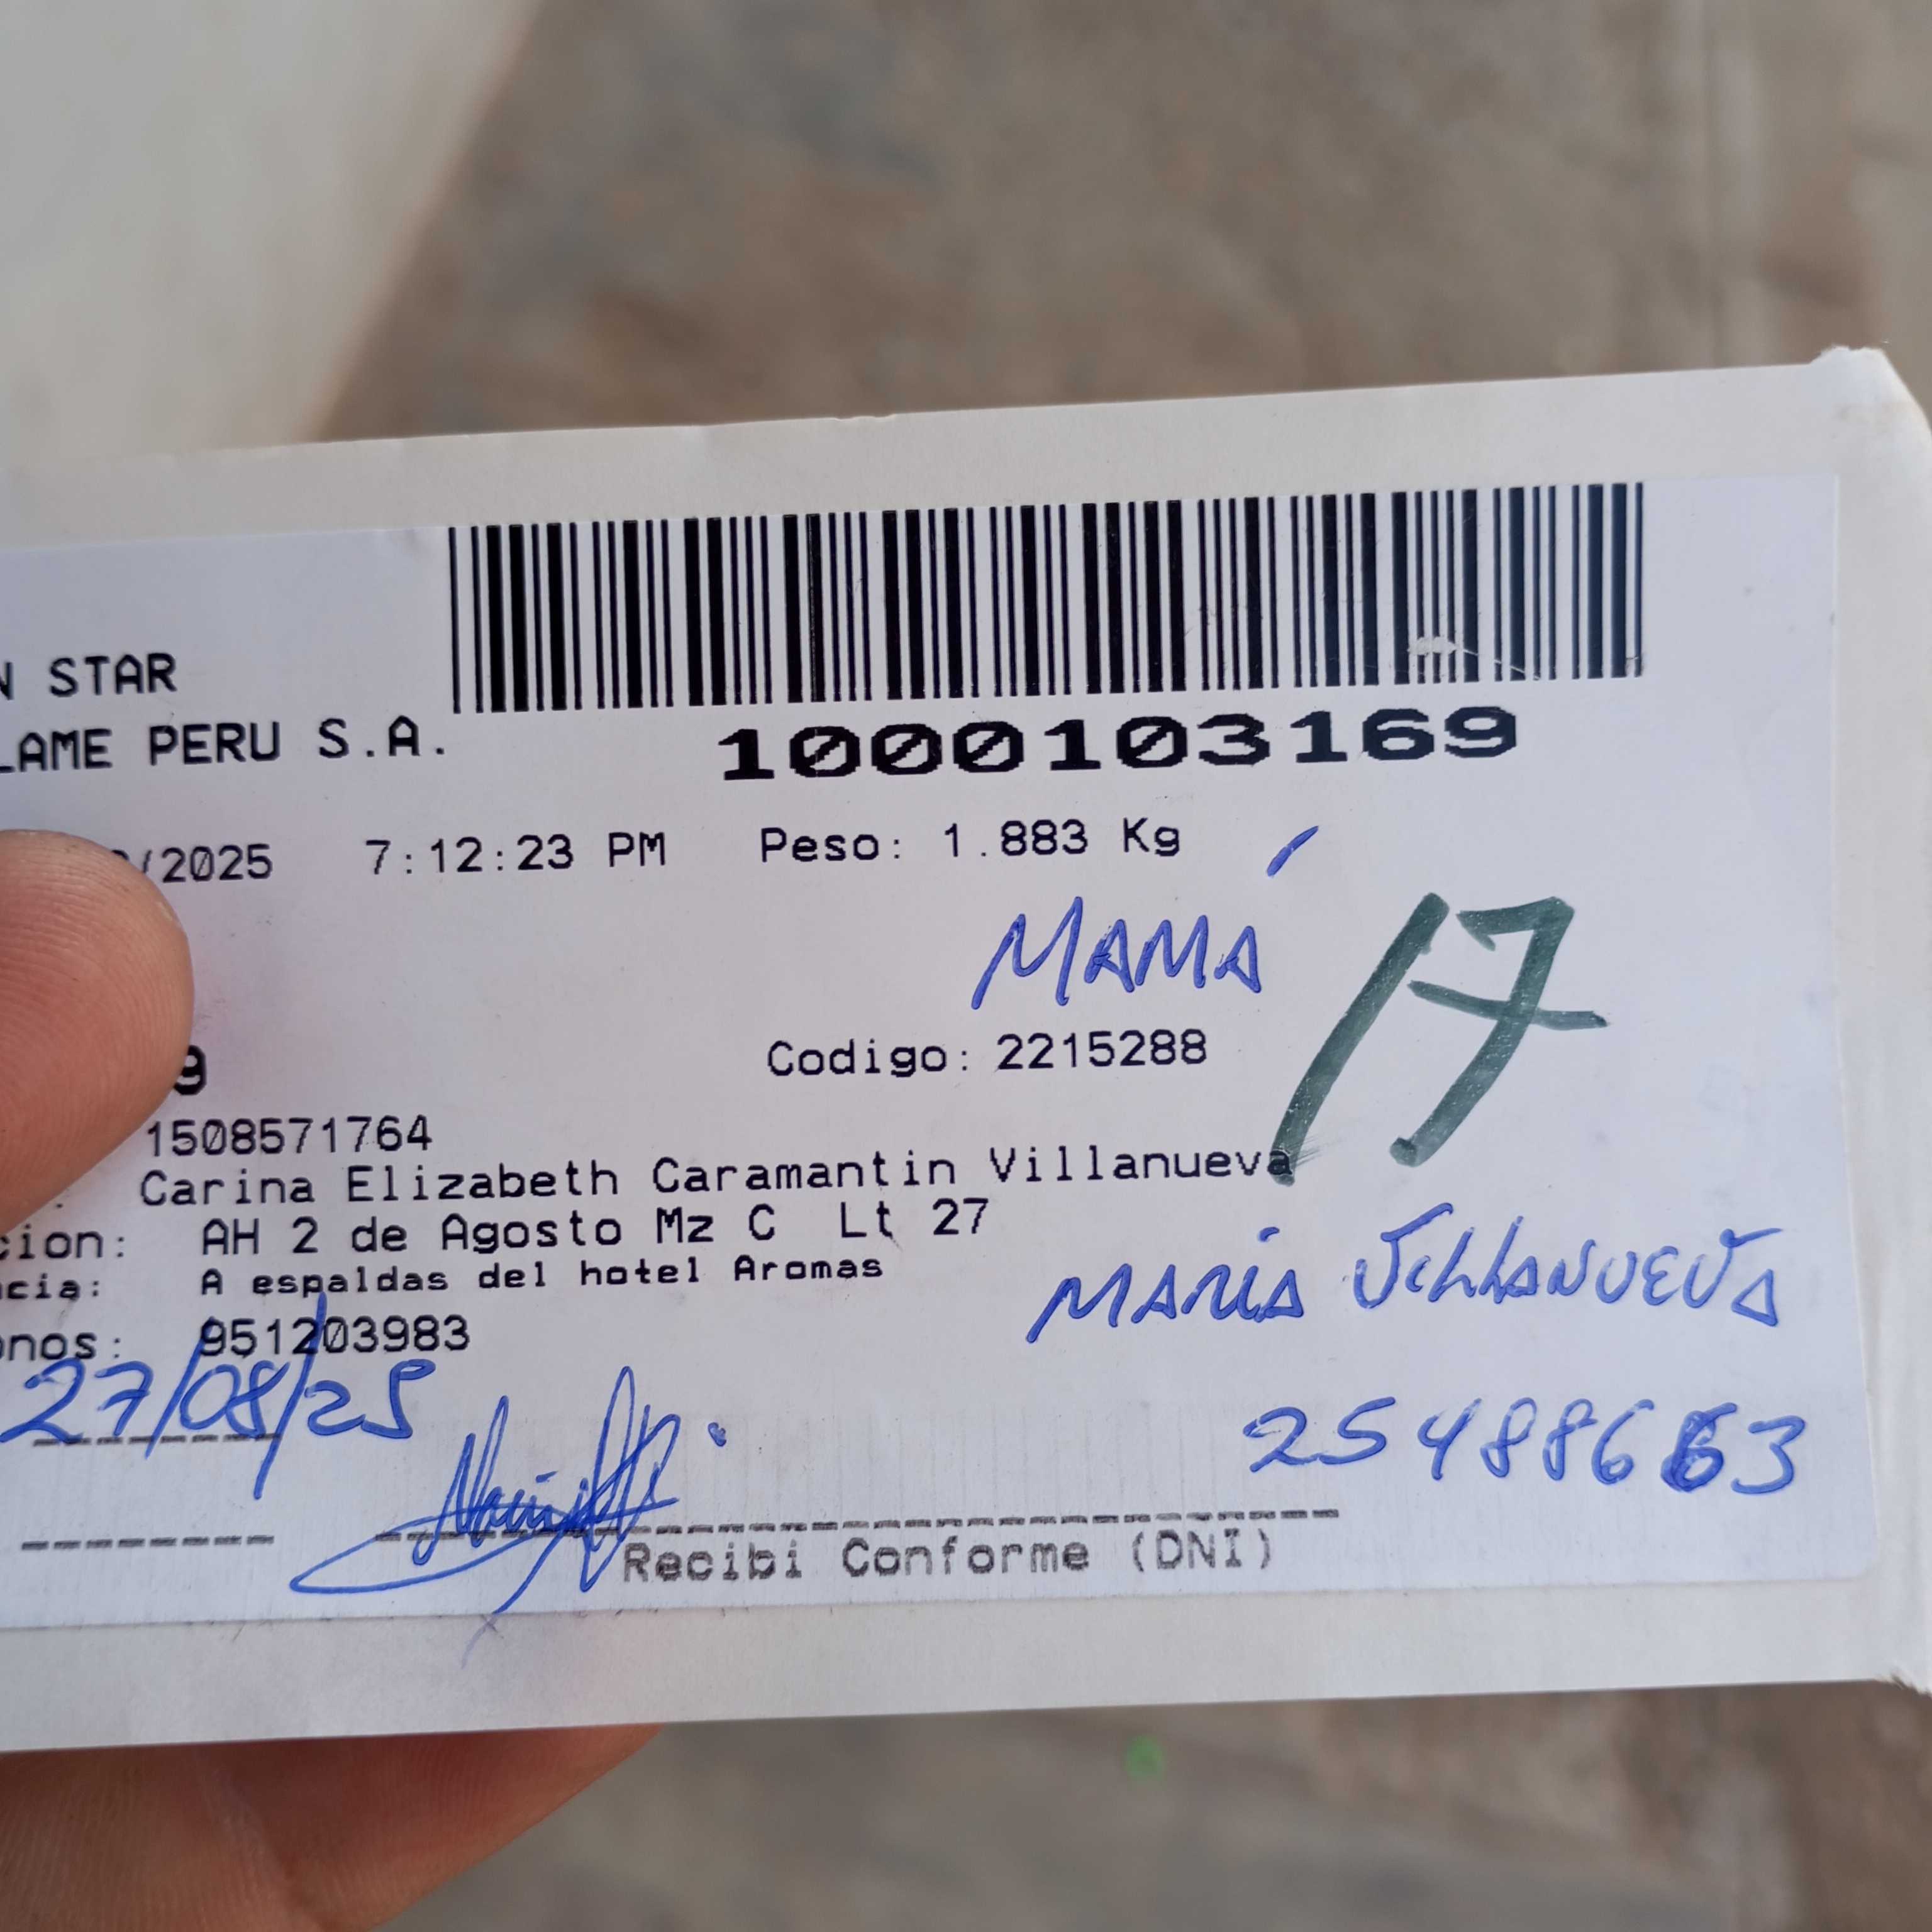 N STAR
LAME PERU S.A.
1000103169
/2025 7:12:23 PM Peso: 1.883 Kg
MAMÁ
17
9 Codigo: 2215288
1508571764
Carina Elizabeth Caramantin Villanueva
cion: AH 2 de Agosto Mz C Lt 27
ncia: A espaldas del hotel Aromas
onos: 951203983
MARIA VILLANUEVA
27/08/25
25488663
Recibi Conforme (DNI)